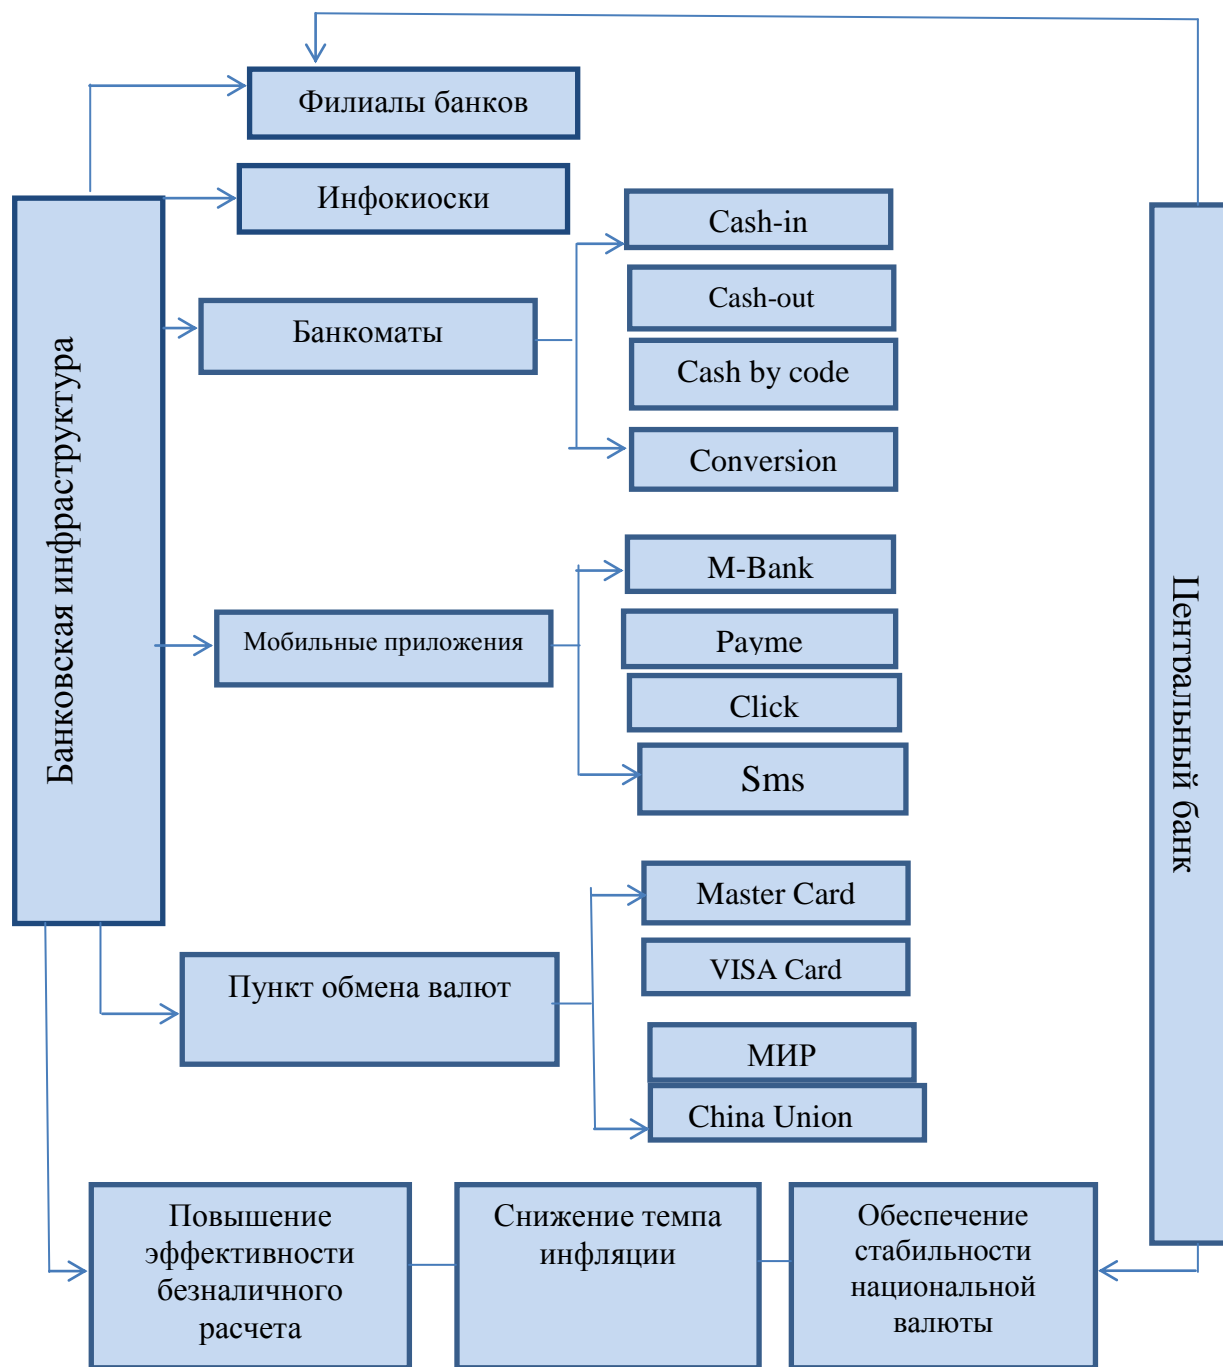 Филиалы банков
Инфокиоски
Cash-in
Cash-out
Банкоматы
Cash by code
Conversion
Банковская инфраструктура
M-Bank
Мобильные приложения
Payme
Click
Sms
Центральный банк
Master Card
VISA Card
Пункт обмена валют
МИР
China Union
Повышение
эффективности
безналичного
расчета
Снижение темпа
инфляции
Обеспечение
стабильности
национальной
валюты